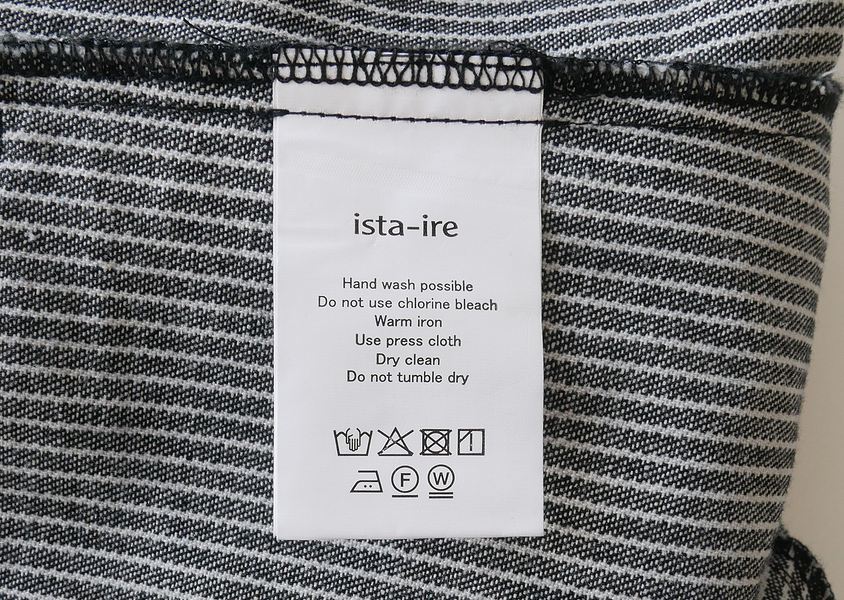 ista-ire
Hand wash possible
Do not use chlorine bleach
Warm iron
Use press cloth
Dry clean
Do not tumble dry
F W